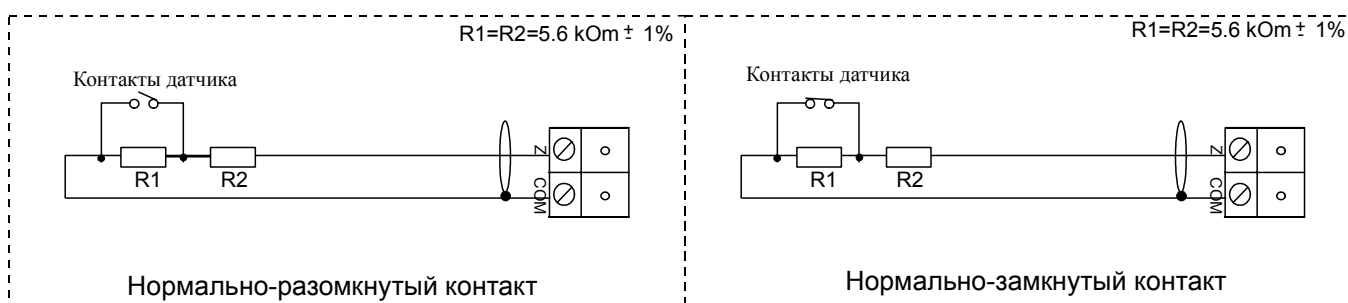 R1=R2=5.6 kOm ± 1%
Контакты датчика
R1
R2
Z
COM
Нормально-разомкнутый контакт
R1=R2=5.6 kOm ± 1%
Контакты датчика
R1
R2
Z
COM
Нормально-замкнутый контакт